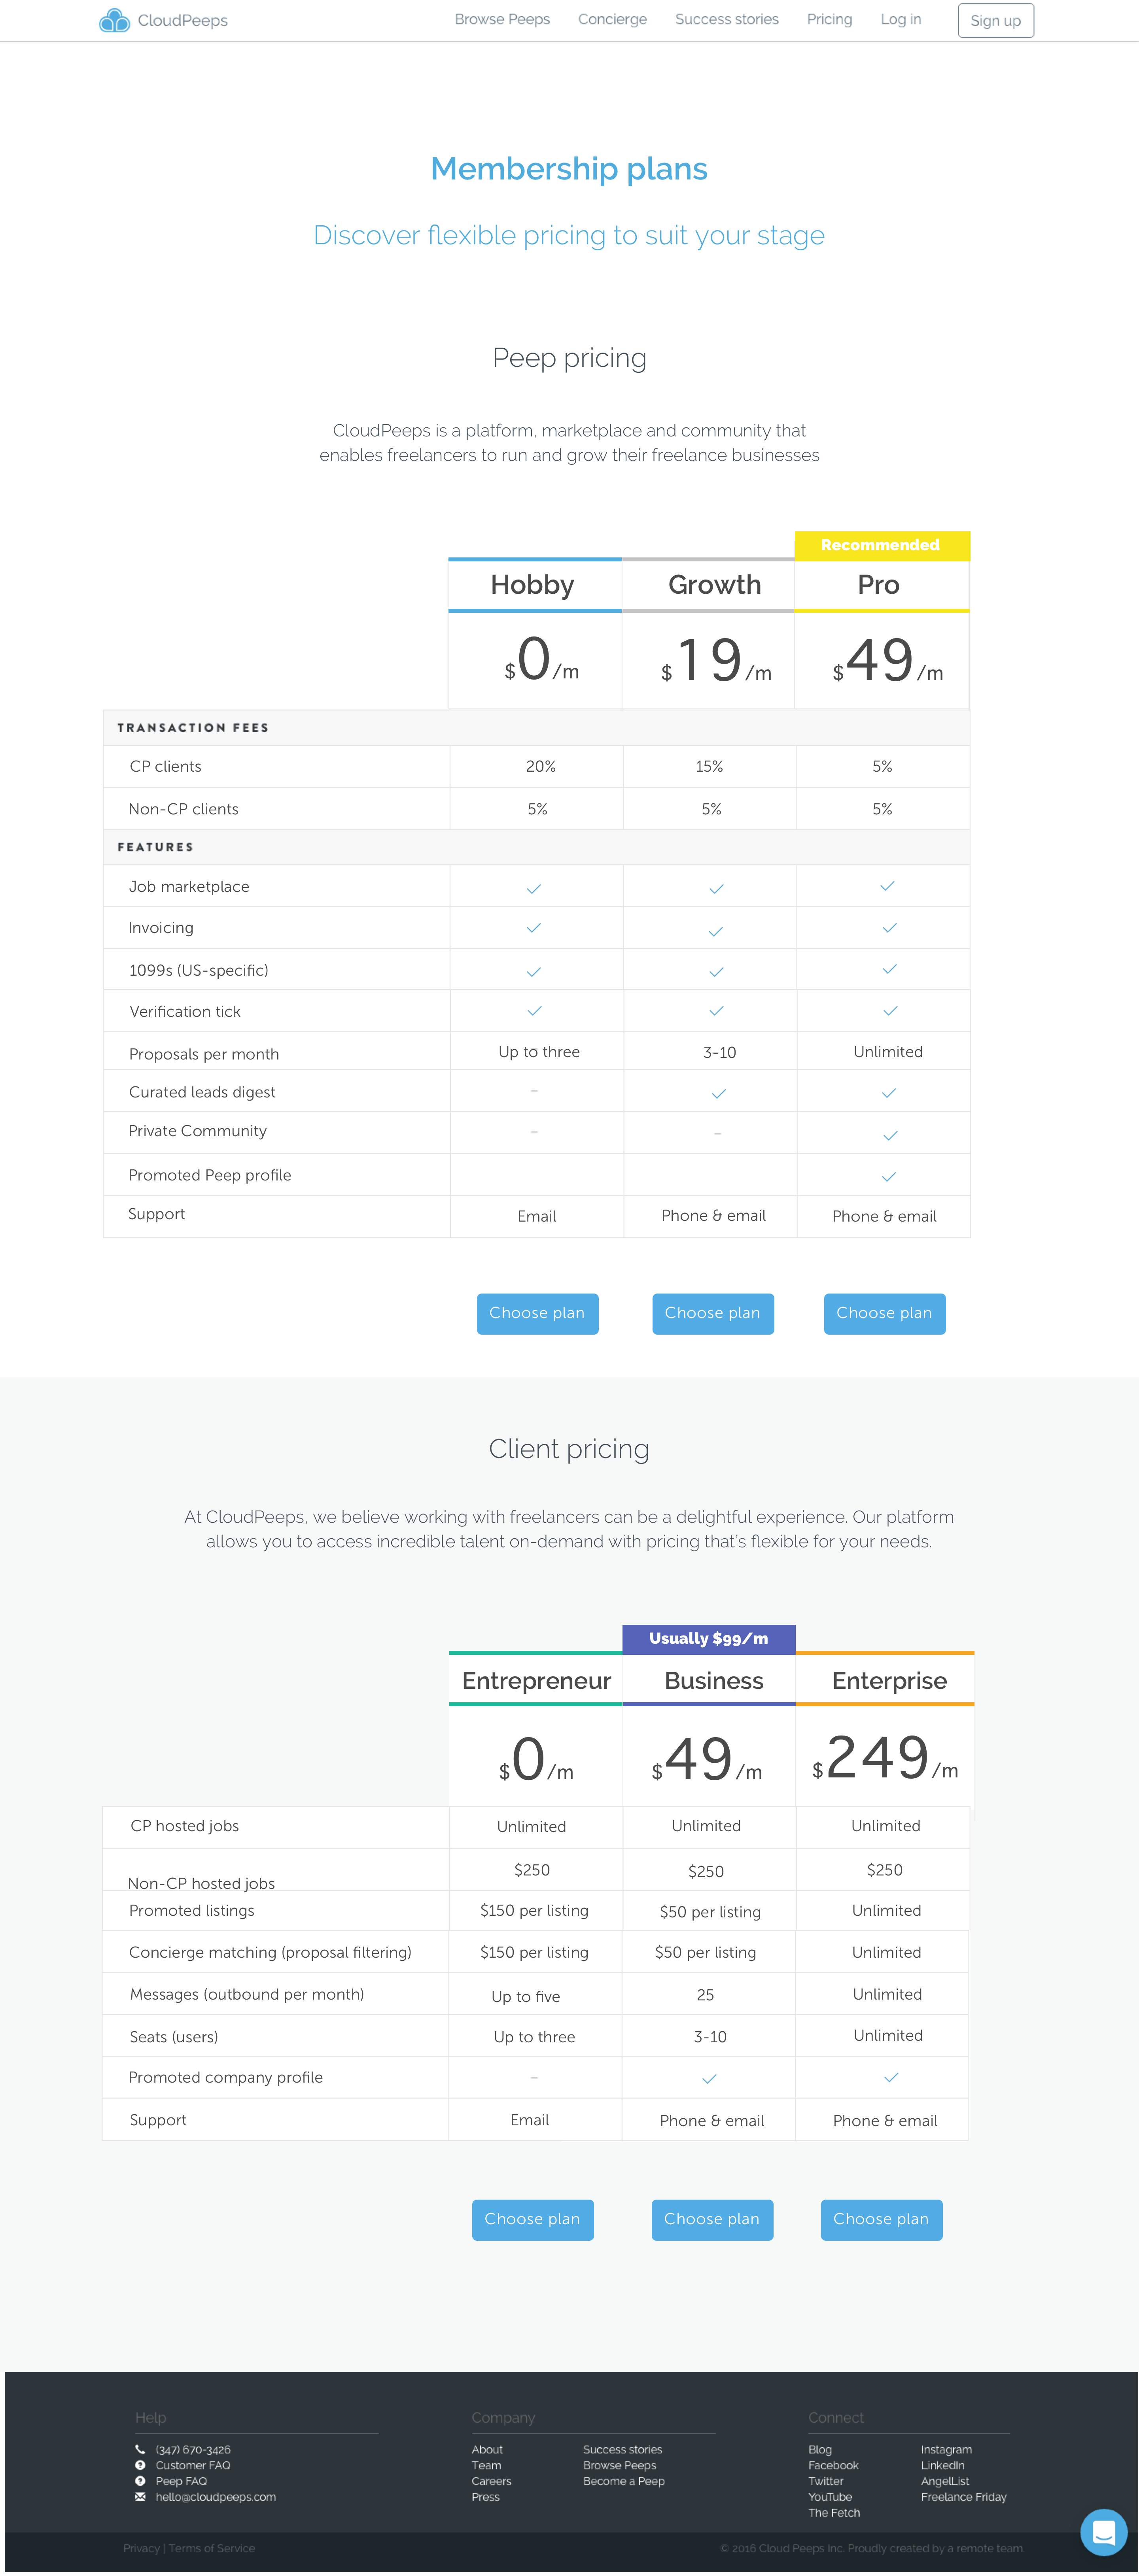 CloudPeeps Browse Peeps Concierge Success stories Pricing Log in Sign up
Membership plans
Discover flexible pricing to suit your stage
Peep pricing
CloudPeeps is a platform, marketplace and community that
enables freelancers to run and grow their freelance businesses
Recommended
Hobby Growth Pro
$0/m $19/m $49/m
TRANSACTION FEES
CP clients 20% 15% 5%
Non-CP clients 5% 5% 5%
FEATURES
Job marketplace
Invoicing
1099s (US-specific)
Verification tick
Proposals per month Up to three 3-10 Unlimited
Curated leads digest –
Private Community – –
Promoted Peep profile
Support Email Phone & email Phone & email
Choose plan Choose plan Choose plan
Client pricing
At CloudPeeps, we believe working with freelancers can be a delightful experience. Our platform
allows you to access incredible talent on-demand with pricing that's flexible for your needs.
Usually $99/m
Entrepreneur Business Enterprise
$0/m $49/m $249/m
CP hosted jobs Unlimited Unlimited Unlimited
Non-CP hosted jobs $250 $250 $250
Promoted listings $150 per listing $50 per listing Unlimited
Concierge matching (proposal filtering) $150 per listing $50 per listing Unlimited
Messages (outbound per month) Up to five 25 Unlimited
Seats (users) Up to three 3-10 Unlimited
Promoted company profile –
Support Email Phone & email Phone & email
Choose plan Choose plan Choose plan
Help Company Connect
(347) 670-3426 About Success stories Blog Instagram
Customer FAQ Team Browse Peeps Facebook LinkedIn
Peep FAQ Careers Become a Peep Twitter AngelList
hello@cloudpeeps.com Press YouTube Freelance Friday
The Fetch
Privacy | Terms of Service © 2016 Cloud Peeps Inc. Proudly created by a remote team.